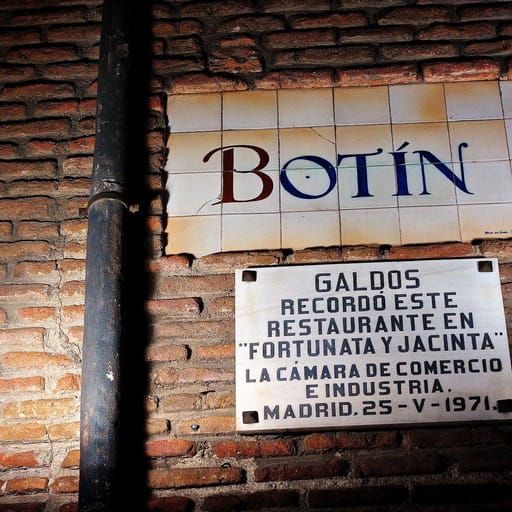 BOTÍN
GALDOS
RECORDÓ ESTE
RESTAURANTE EN
"FORTUNATA Y JACINTA"
LA CÁMARA DE COMERCIO
E INDUSTRIA.
MADRID. 25-V-1971.